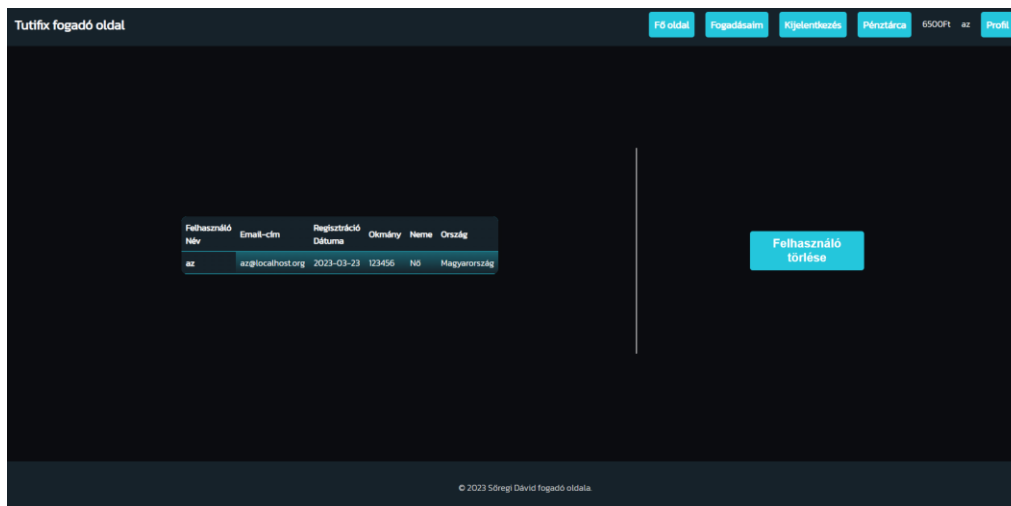 Tutifix fogadó oldal
Fő oldal Fogadásaim Kijelentkezés Pénztárca 6500Ft az Profil
Felhasználó Név Email-cím Regisztráció Dátuma Okmány Neme Ország
az az@localhost.org 2023-03-23 123456 Nő Magyarország
Felhasználó
törlése
© 2023 Sőregi Dávid fogadó oldala.